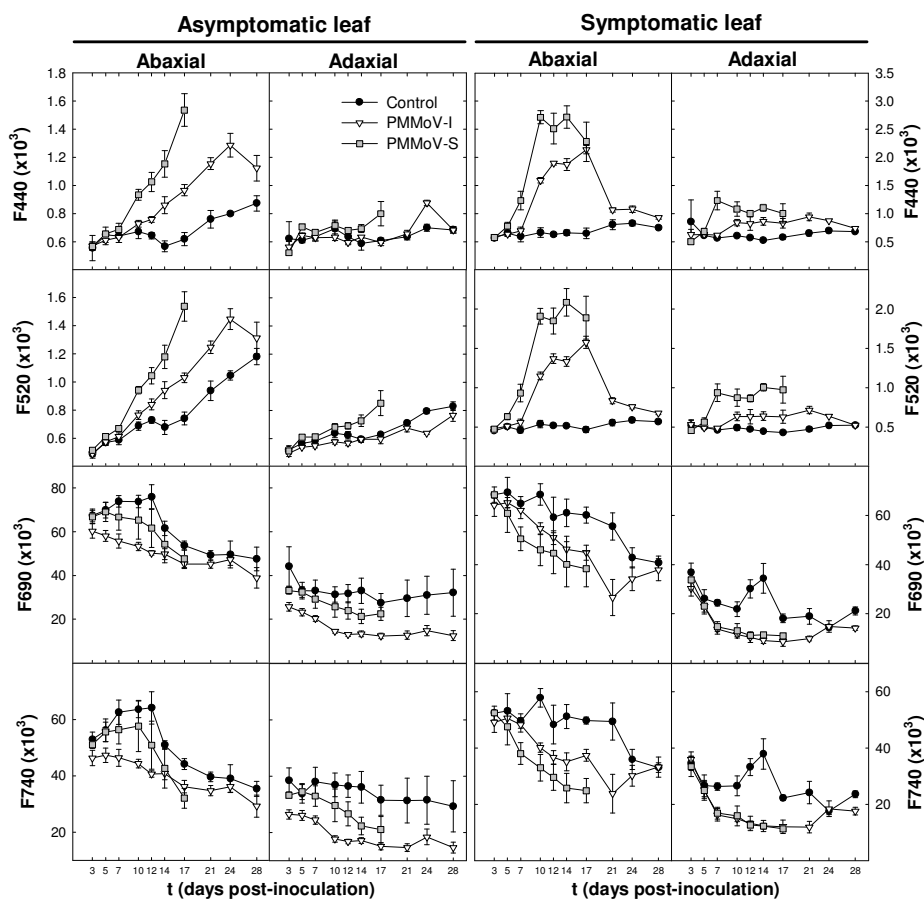 Asymptomatic leaf Symptomatic leaf
Abaxial Adaxial Abaxial Adaxial
F440 (x10³)
1.8
1.6
1.4
1.2
1.0
0.8
0.6
Control
PMMoV-I
PMMoV-S
3.5
3.0
2.5
2.0
1.5
1.0
0.5
F440 (x10³)
F520 (x10³)
1.6
1.4
1.2
1.0
0.8
0.6
2.0
1.5
1.0
0.5
F520 (x10³)
F690 (x10³)
80
60
40
20
60
40
20
F690 (x10³)
F740 (x10³)
60
40
20
60
40
20
F740 (x10³)
3 5 7 10 12 14 17 21 24 28 3 5 7 10 12 14 17 21 24 28 3 5 7 10 12 14 17 21 24 28 3 5 7 10 12 14 17 21 24 28
t (days post-inoculation) t (days post-inoculation)